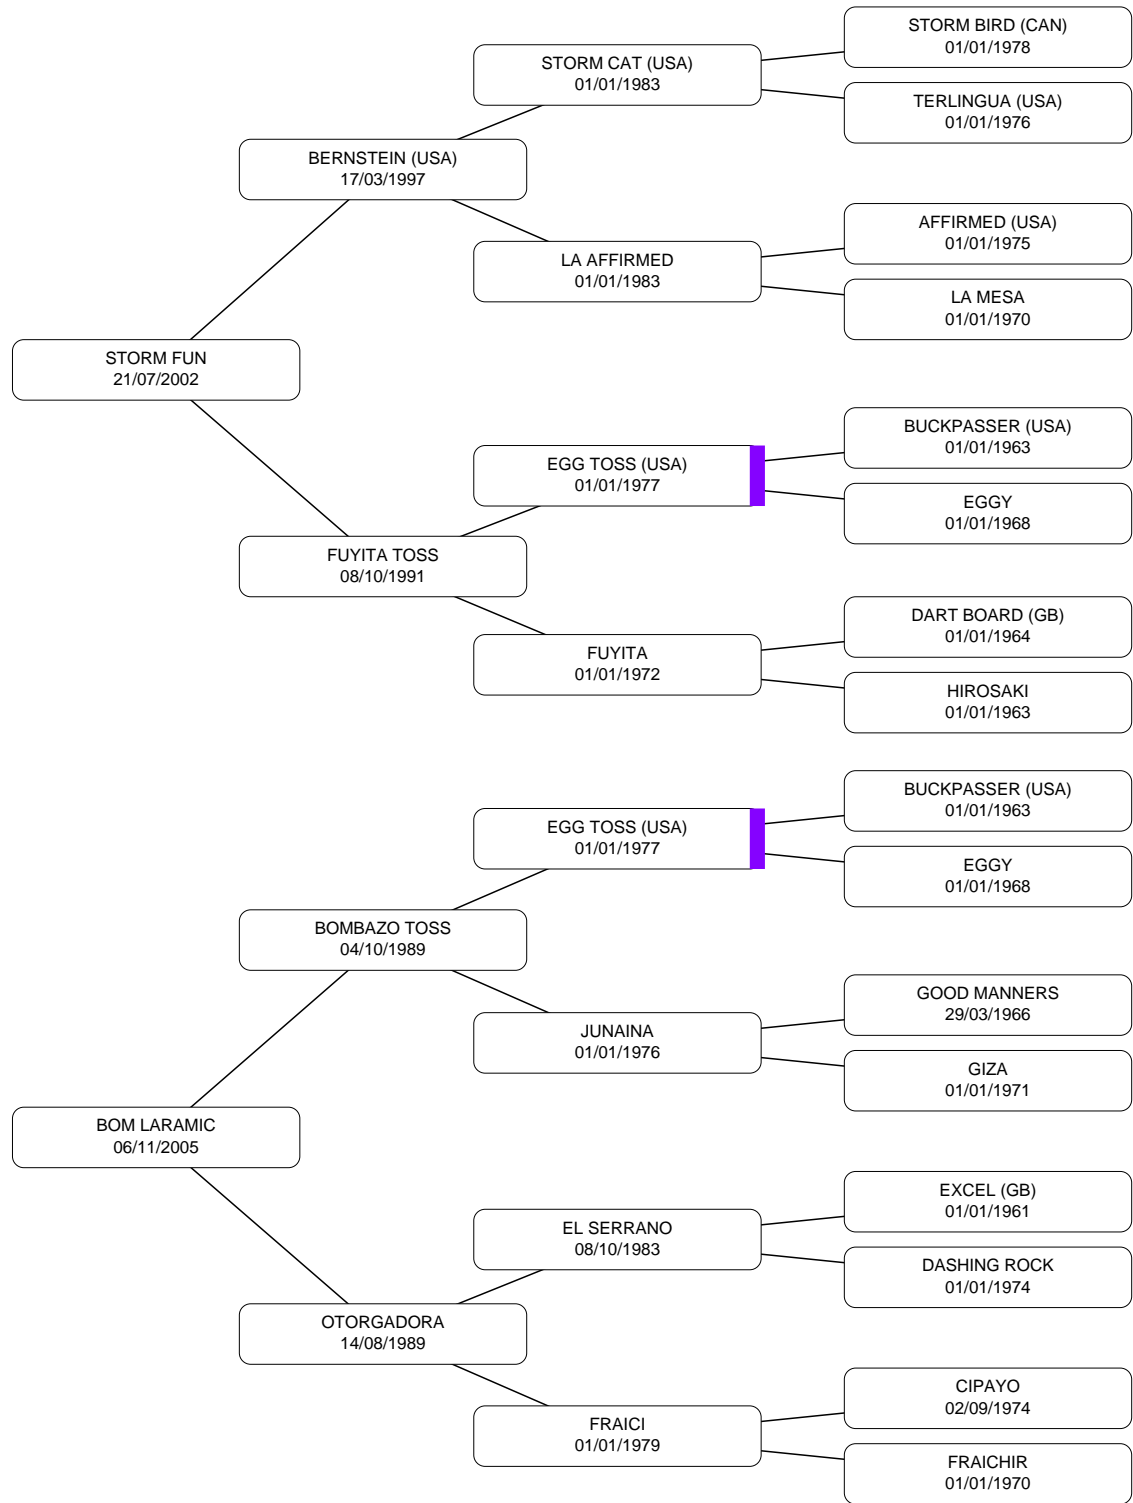 STORM BIRD (CAN)
01/01/1978
STORM CAT (USA)
01/01/1983
TERLINGUA (USA)
01/01/1976
BERNSTEIN (USA)
17/03/1997
AFFIRMED (USA)
01/01/1975
LA AFFIRMED
01/01/1983
LA MESA
01/01/1970
STORM FUN
21/07/2002
BUCKPASSER (USA)
01/01/1963
EGG TOSS (USA)
01/01/1977
EGGY
01/01/1968
FUYITA TOSS
08/10/1991
DART BOARD (GB)
01/01/1964
FUYITA
01/01/1972
HIROSAKI
01/01/1963
BUCKPASSER (USA)
01/01/1963
EGG TOSS (USA)
01/01/1977
EGGY
01/01/1968
BOMBAZO TOSS
04/10/1989
GOOD MANNERS
29/03/1966
JUNAINA
01/01/1976
GIZA
01/01/1971
BOM LARAMIC
06/11/2005
EXCEL (GB)
01/01/1961
EL SERRANO
08/10/1983
DASHING ROCK
01/01/1974
OTORGADORA
14/08/1989
CIPAYO
02/09/1974
FRAICI
01/01/1979
FRAICHIR
01/01/1970